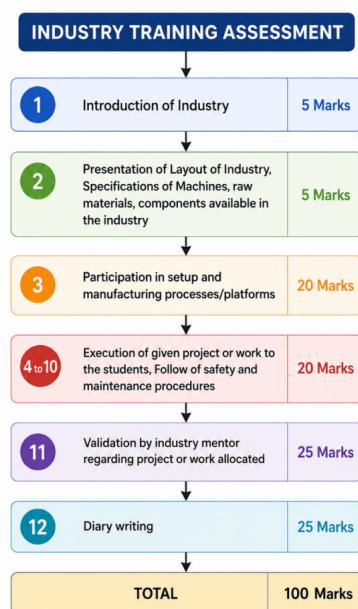 INDUSTRY TRAINING ASSESSMENT
1
Introduction of Industry
5 Marks
2
Presentation of Layout of Industry,
Specifications of Machines, raw
materials, components available in
the industry
5 Marks
3
Participation in setup and
manufacturing processes/platforms
20 Marks
4 to 10
Execution of given project or work to
the students, Follow of safety and
maintenance procedures
20 Marks
11
Validation by industry mentor
regarding project or work allocated
25 Marks
12
Diary writing
25 Marks
TOTAL
100 Marks